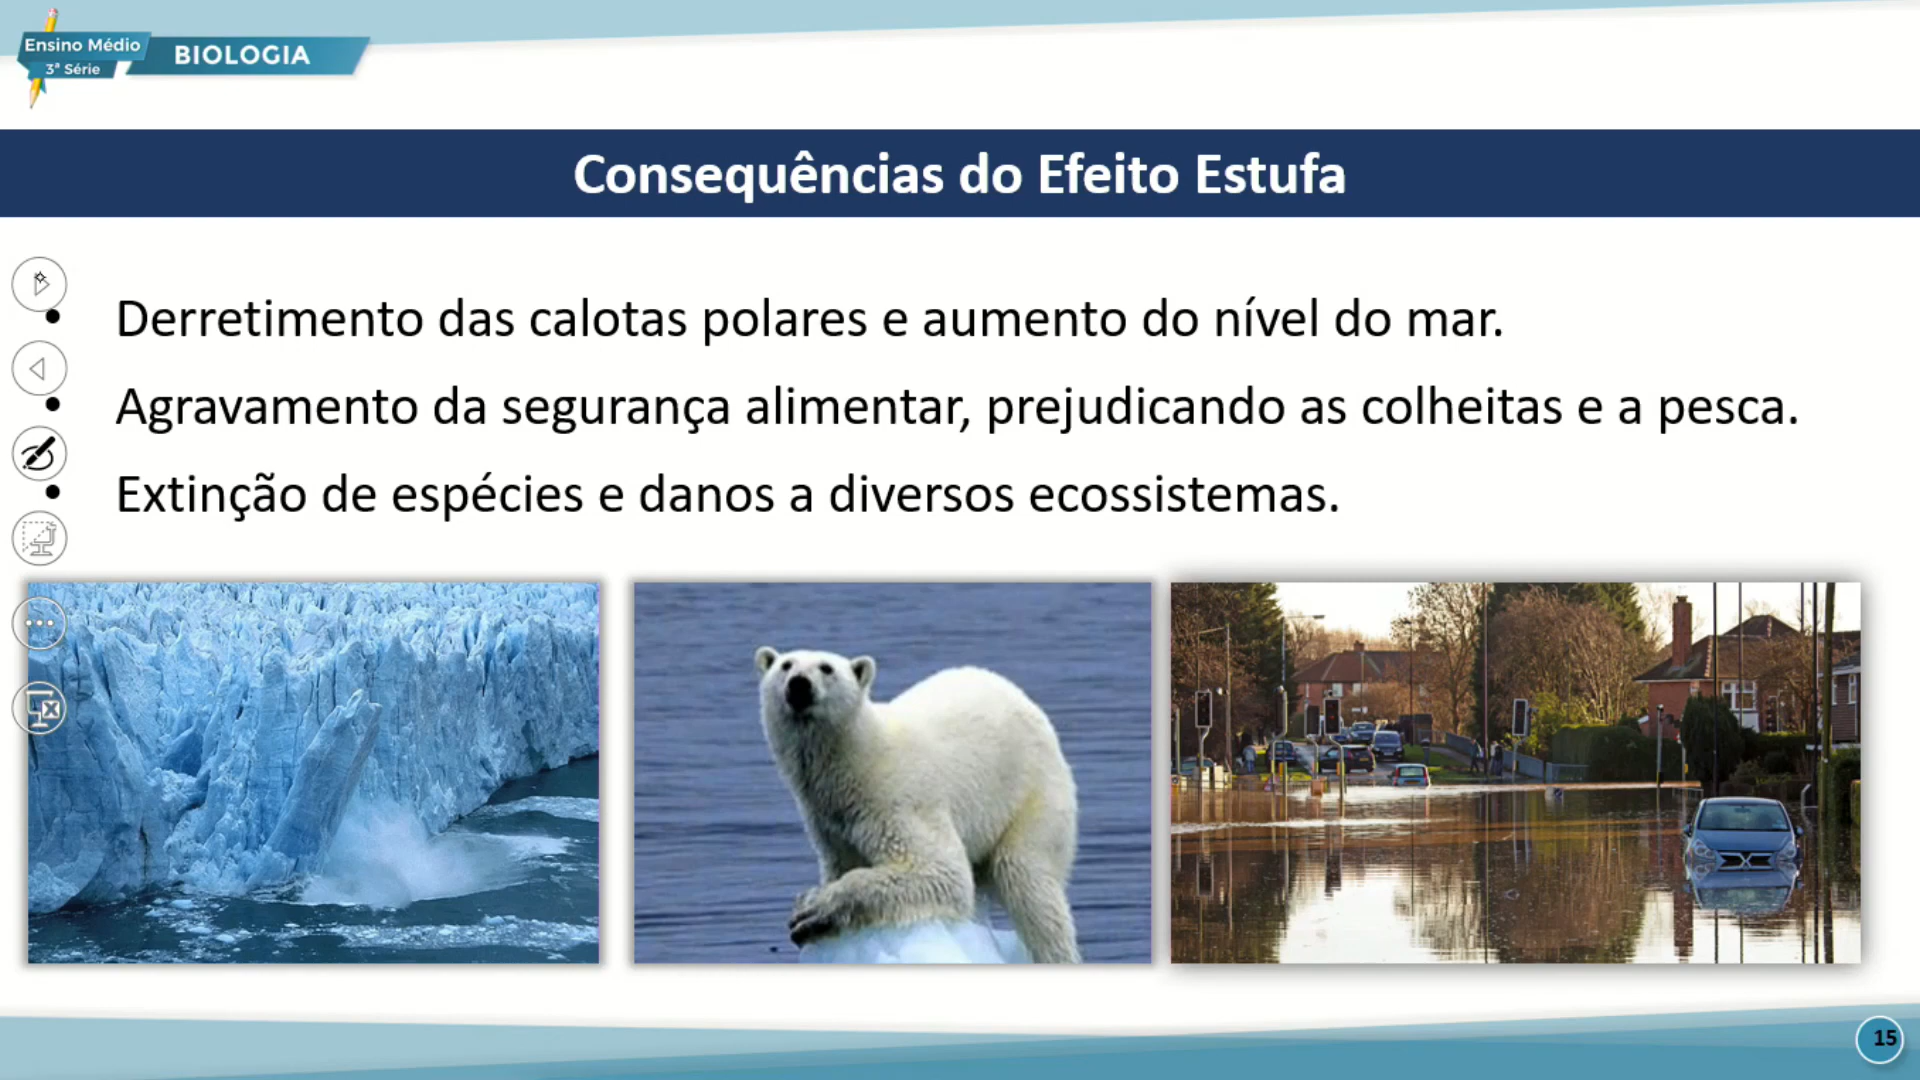 Ensino Médio
3ª Série
BIOLOGIA
Consequências do Efeito Estufa
• Derretimento das calotas polares e aumento do nível do mar.
• Agravamento da segurança alimentar, prejudicando as colheitas e a pesca.
• Extinção de espécies e danos a diversos ecossistemas.
15